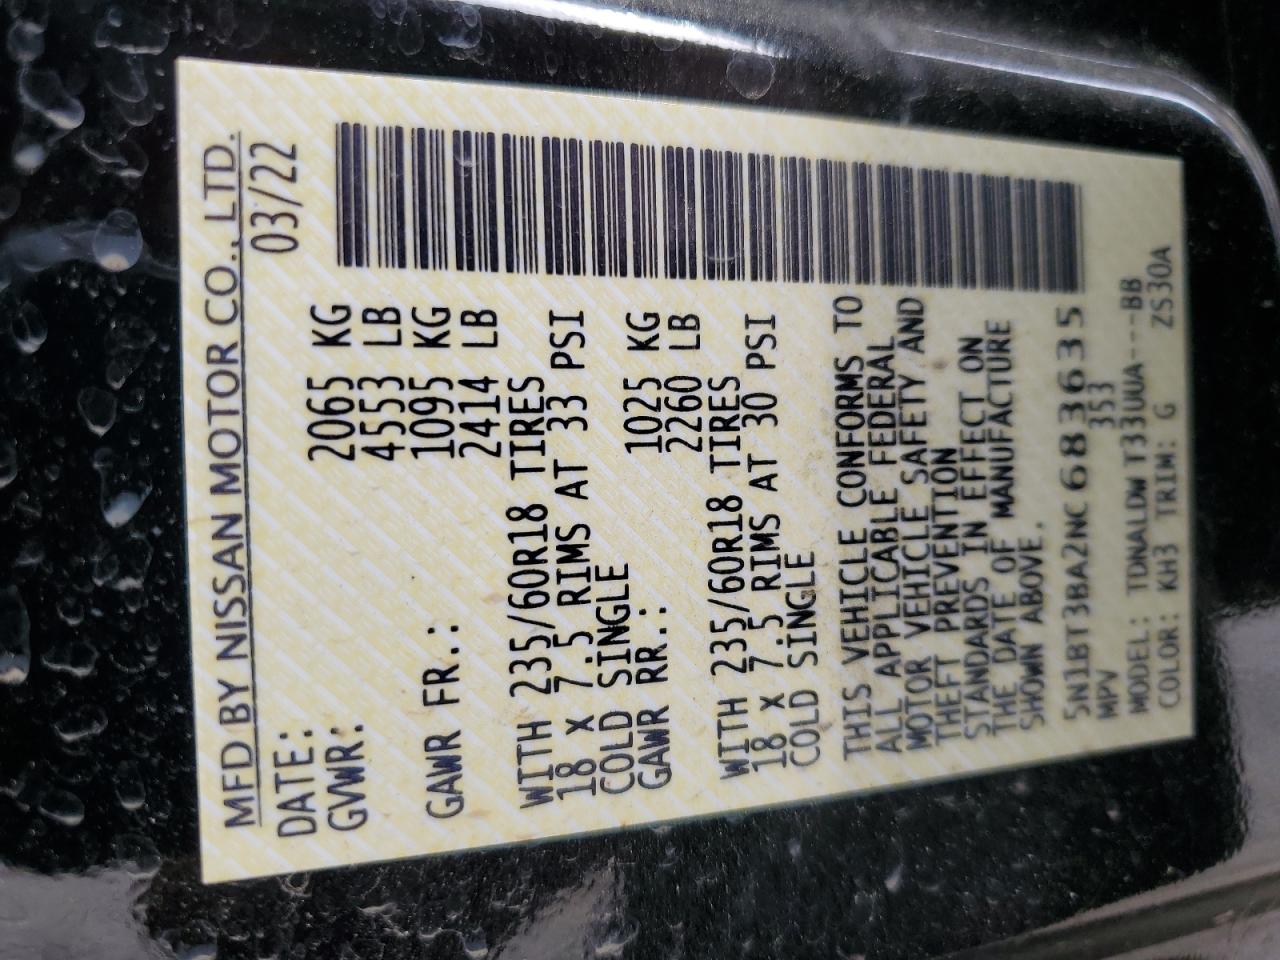 MFD BY NISSAN MOTOR CO., LTD.
DATE: 03/22
GVWR: 2065 KG
4553 LB
GAWR FR.: 1095 KG
2414 LB
WITH 235/60R18 TIRES
18 X 7.5 RIMS AT 33 PSI
COLD SINGLE
GAWR RR.: 1025 KG
2260 LB
WITH 235/60R18 TIRES
18 X 7.5 RIMS AT 30 PSI
COLD SINGLE
THIS VEHICLE CONFORMS TO
ALL APPLICABLE FEDERAL
MOTOR VEHICLE SAFETY AND
THEFT PREVENTION
STANDARDS IN EFFECT ON
THE DATE OF MANUFACTURE
SHOWN ABOVE.
5N1BT3BA2NC683635
MPV 353
MODEL: TDNALDWT33UUA---BB
COLOR: KH3 TRIM: G ZS30A